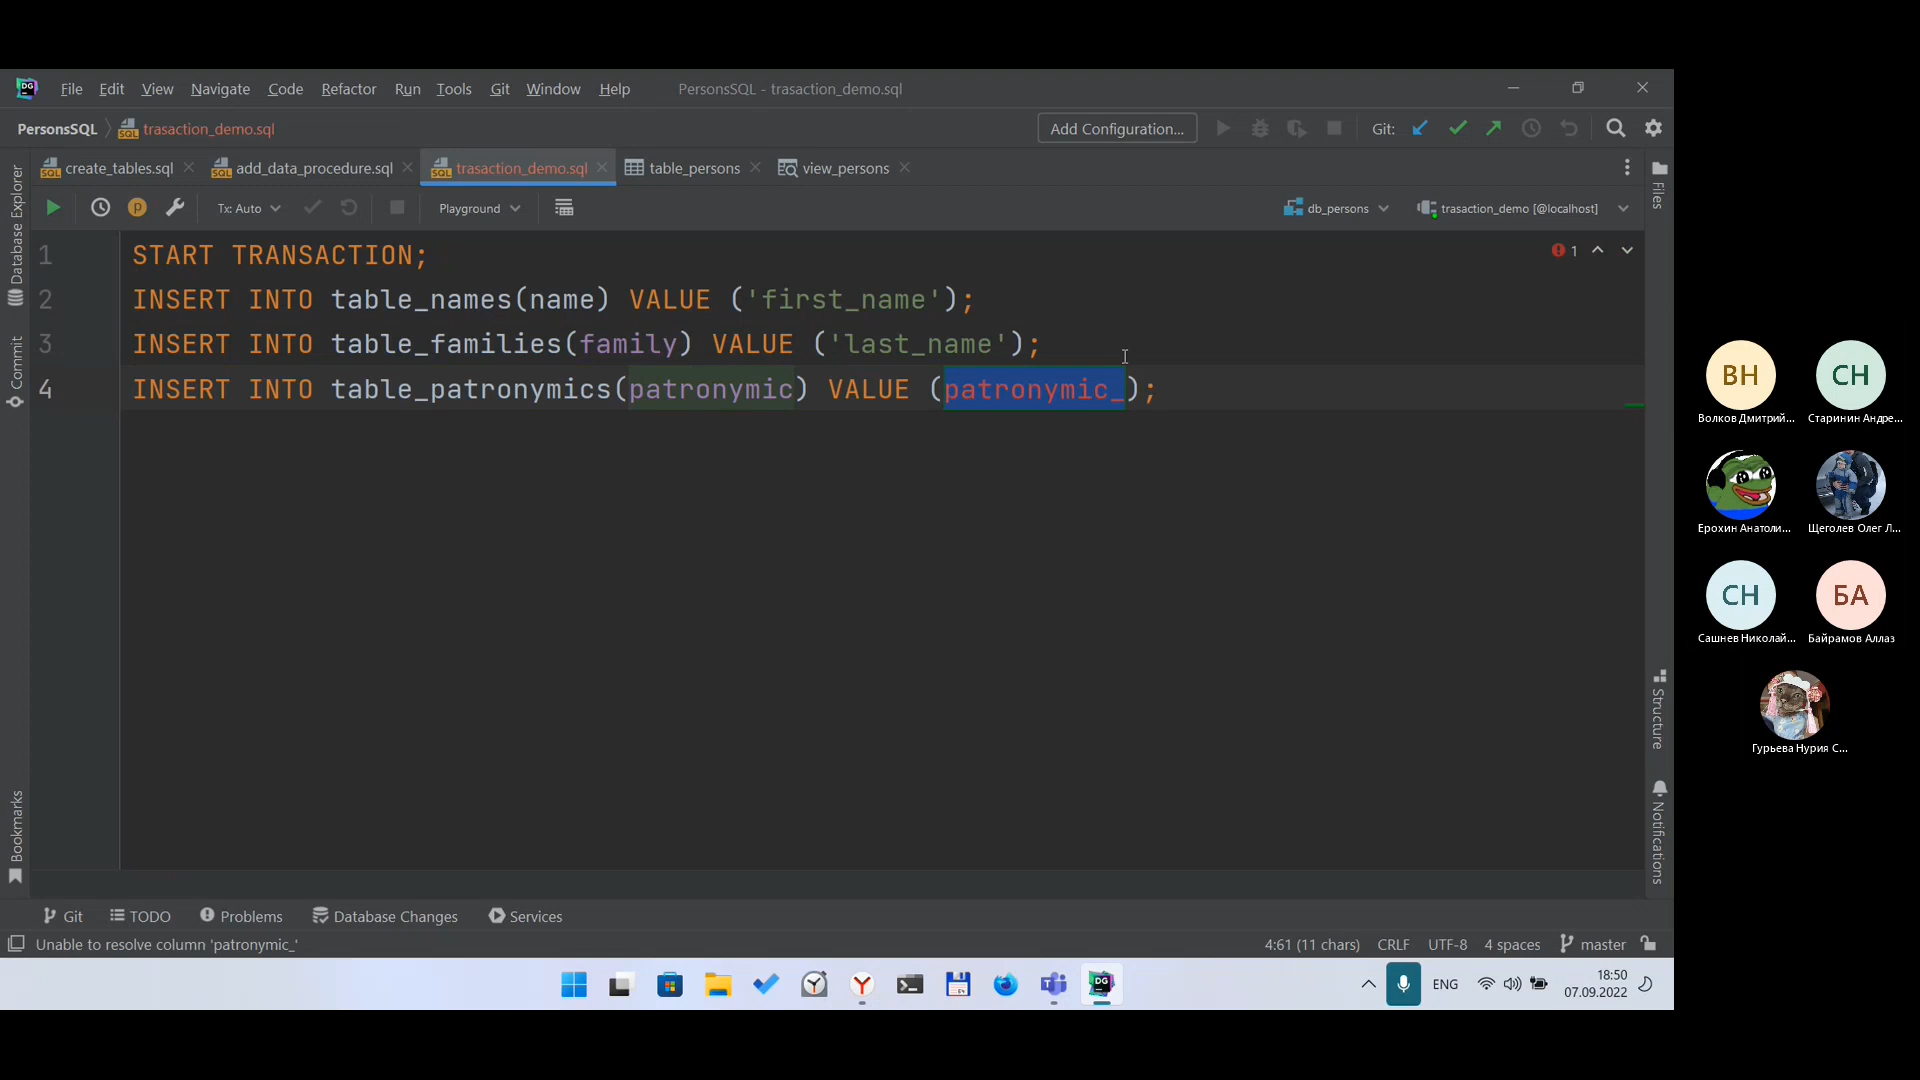 File Edit View Navigate Code Refactor Run Tools Git Window Help PersonsSQL - trasaction_demo.sql
PersonsSQL trasaction_demo.sql Add Configuration... Git:
create_tables.sql add_data_procedure.sql trasaction_demo.sql table_persons view_persons
Tx: Auto Playground db_persons trasaction_demo [@localhost]
1 START TRANSACTION; 1
2 INSERT INTO table_names(name) VALUE ('first_name');
3 INSERT INTO table_families(family) VALUE ('last_name');
4 INSERT INTO table_patronymics(patronymic) VALUE (patronymic_);
Database Explorer
Commit
Bookmarks
Files
Structure
Notifications
Git TODO Problems Database Changes Services
Unable to resolve column 'patronymic_' 4:61 (11 chars) CRLF UTF-8 4 spaces master
ENG 18:50
07.09.2022
ВН СН
Волков Дмитрий... Старинин Андре...
Ерохин Анатоли... Щеголев Олег Л...
СН БА
Сашнев Николай... Байрамов Аллаз
Гурьева Нурия С...